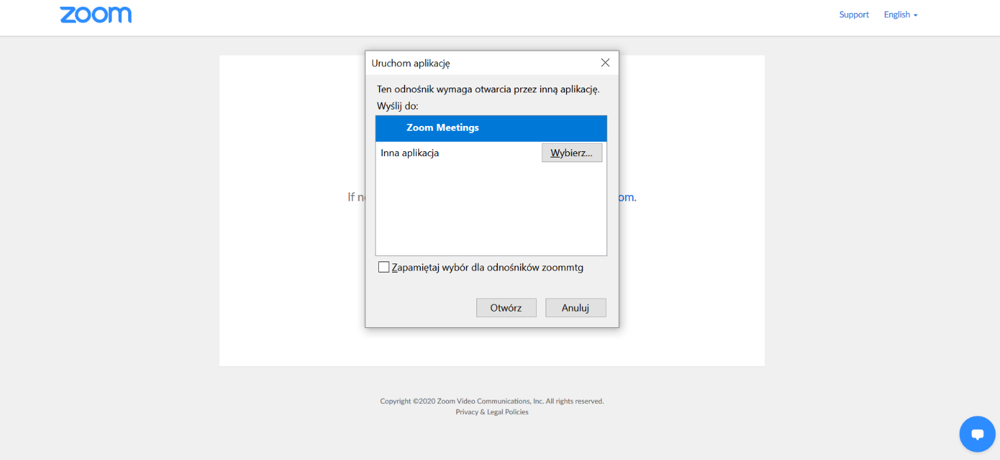 zoom
Support English
Uruchom aplikację
Ten odnośnik wymaga otwarcia przez inną aplikację.
Wyślij do:
Zoom Meetings
Inna aplikacja Wybierz...
If
om.
Zapamiętaj wybór dla odnośników zoommtg
Otwórz Anuluj
Copyright ©2020 Zoom Video Communications, Inc. All rights reserved.
Privacy & Legal Policies